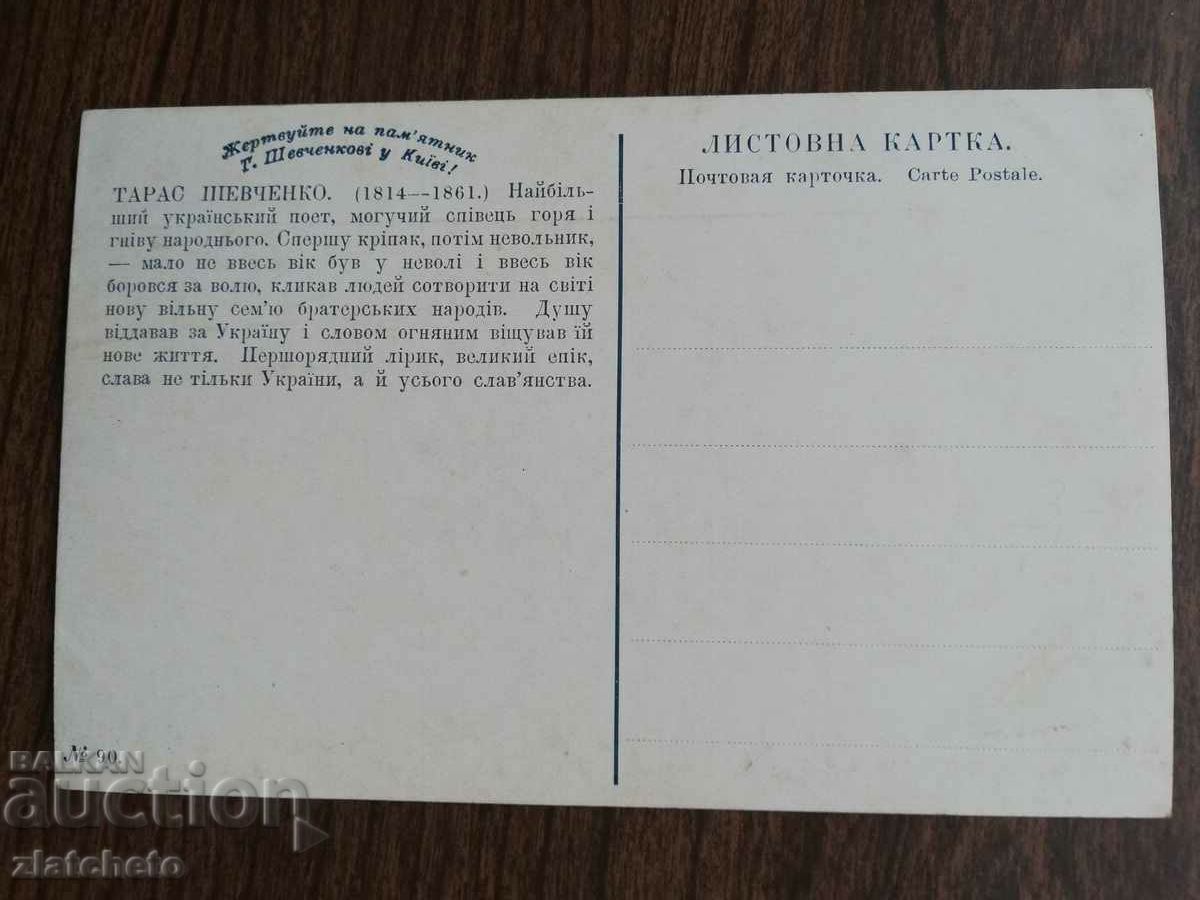 Жертвуйте на пам'ятник
Т. Шевченкові у Київі!
ТАРАС ШЕВЧЕНКО. (1814—1861.) Найбіль-
ший український поет, могучий співець горя і
гніву народнього. Спершу кріпак, потім невольник,
— мало не ввесь вік був у неволі і ввесь вік
боровся за волю, кликав людей сотворити на світі
нову вільну сем'ю братерських народів. Душу
віддавав за Україну і словом огняним віщував їй
нове життя. Першорядний лірик, великий епік,
слава не тільки України, а й усього слав'янства.
№ 90.
ЛИСТОВНА КАРТКА.
Почтовая карточка. Carte Postale.
BALKAN
auction
zlatcheto